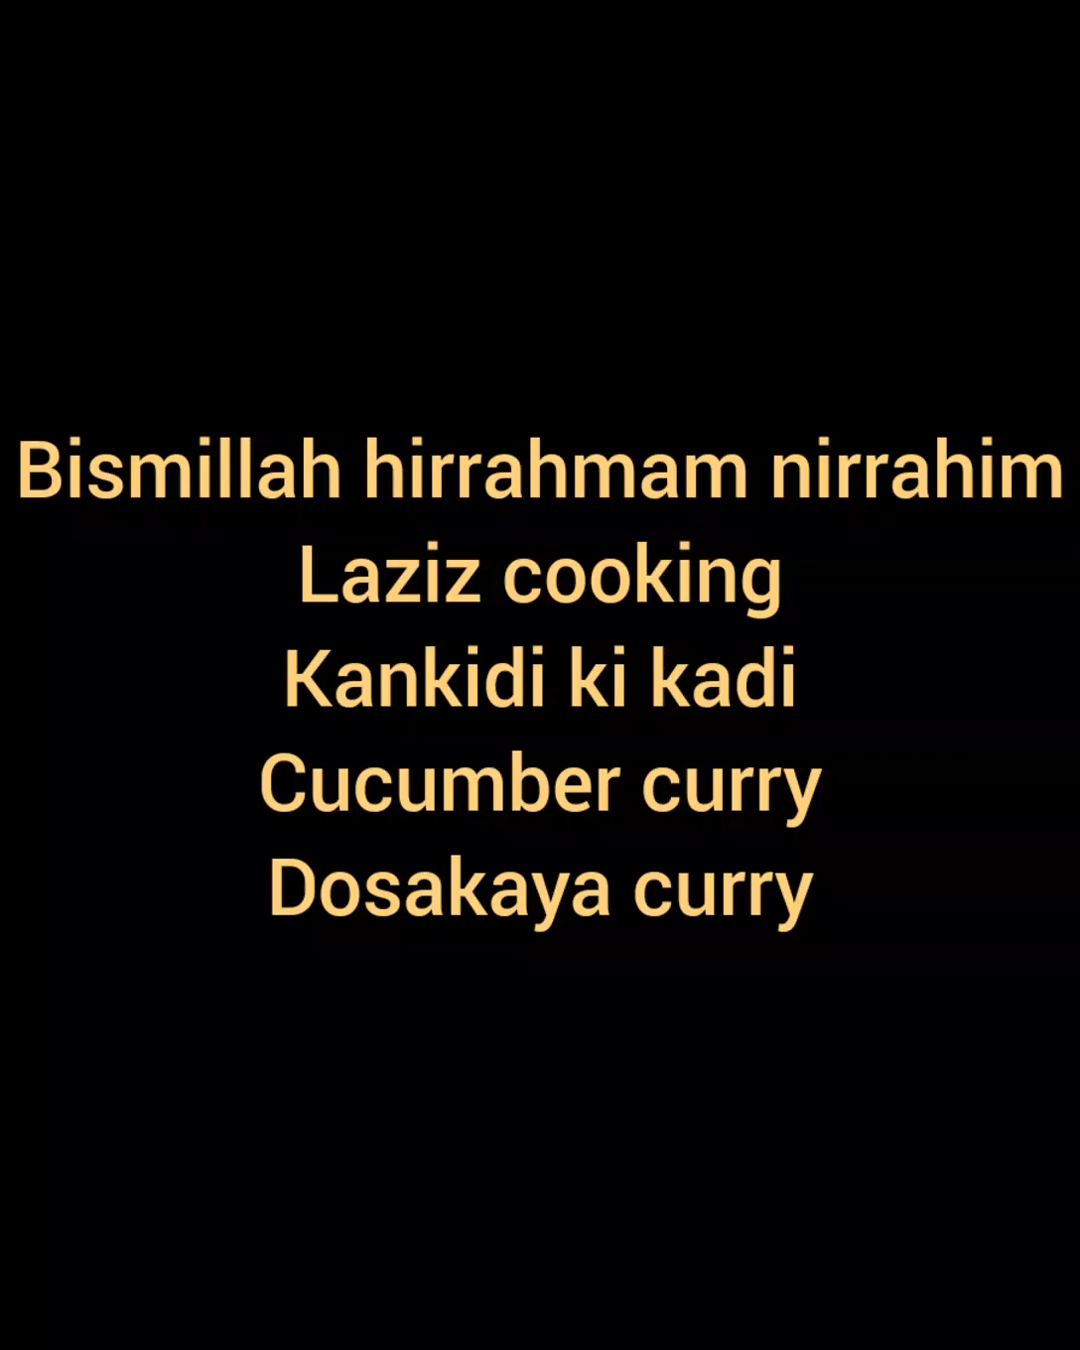 Bismillah hirrahmam nirrahim
Laziz cooking
Kankidi ki kadi
Cucumber curry
Dosakaya curry